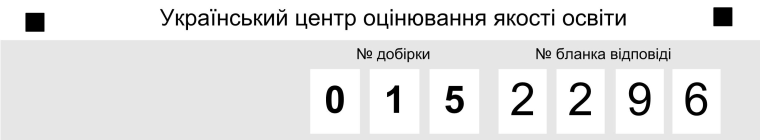 Український центр оцінювання якості освіти
№ добірки № бланка відповіді
0 1 5 2 2 9 6